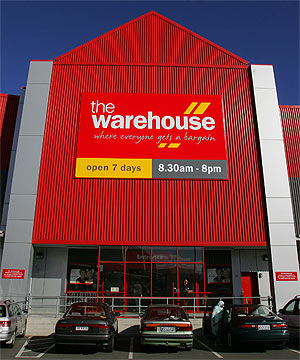 the
warehouse
where everyone gets a bargain
open 7 days
8.30am - 8pm
Entrance